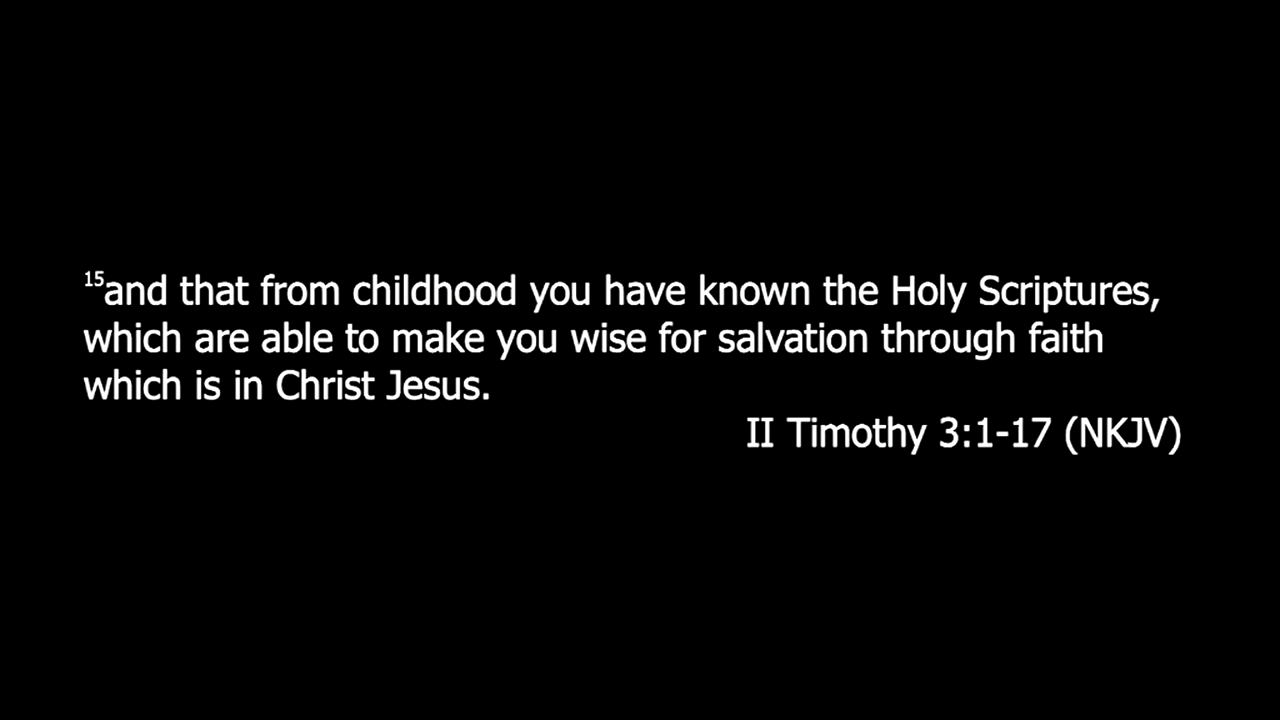 15and that from childhood you have known the Holy Scriptures,
which are able to make you wise for salvation through faith
which is in Christ Jesus.
II Timothy 3:1-17 (NKJV)